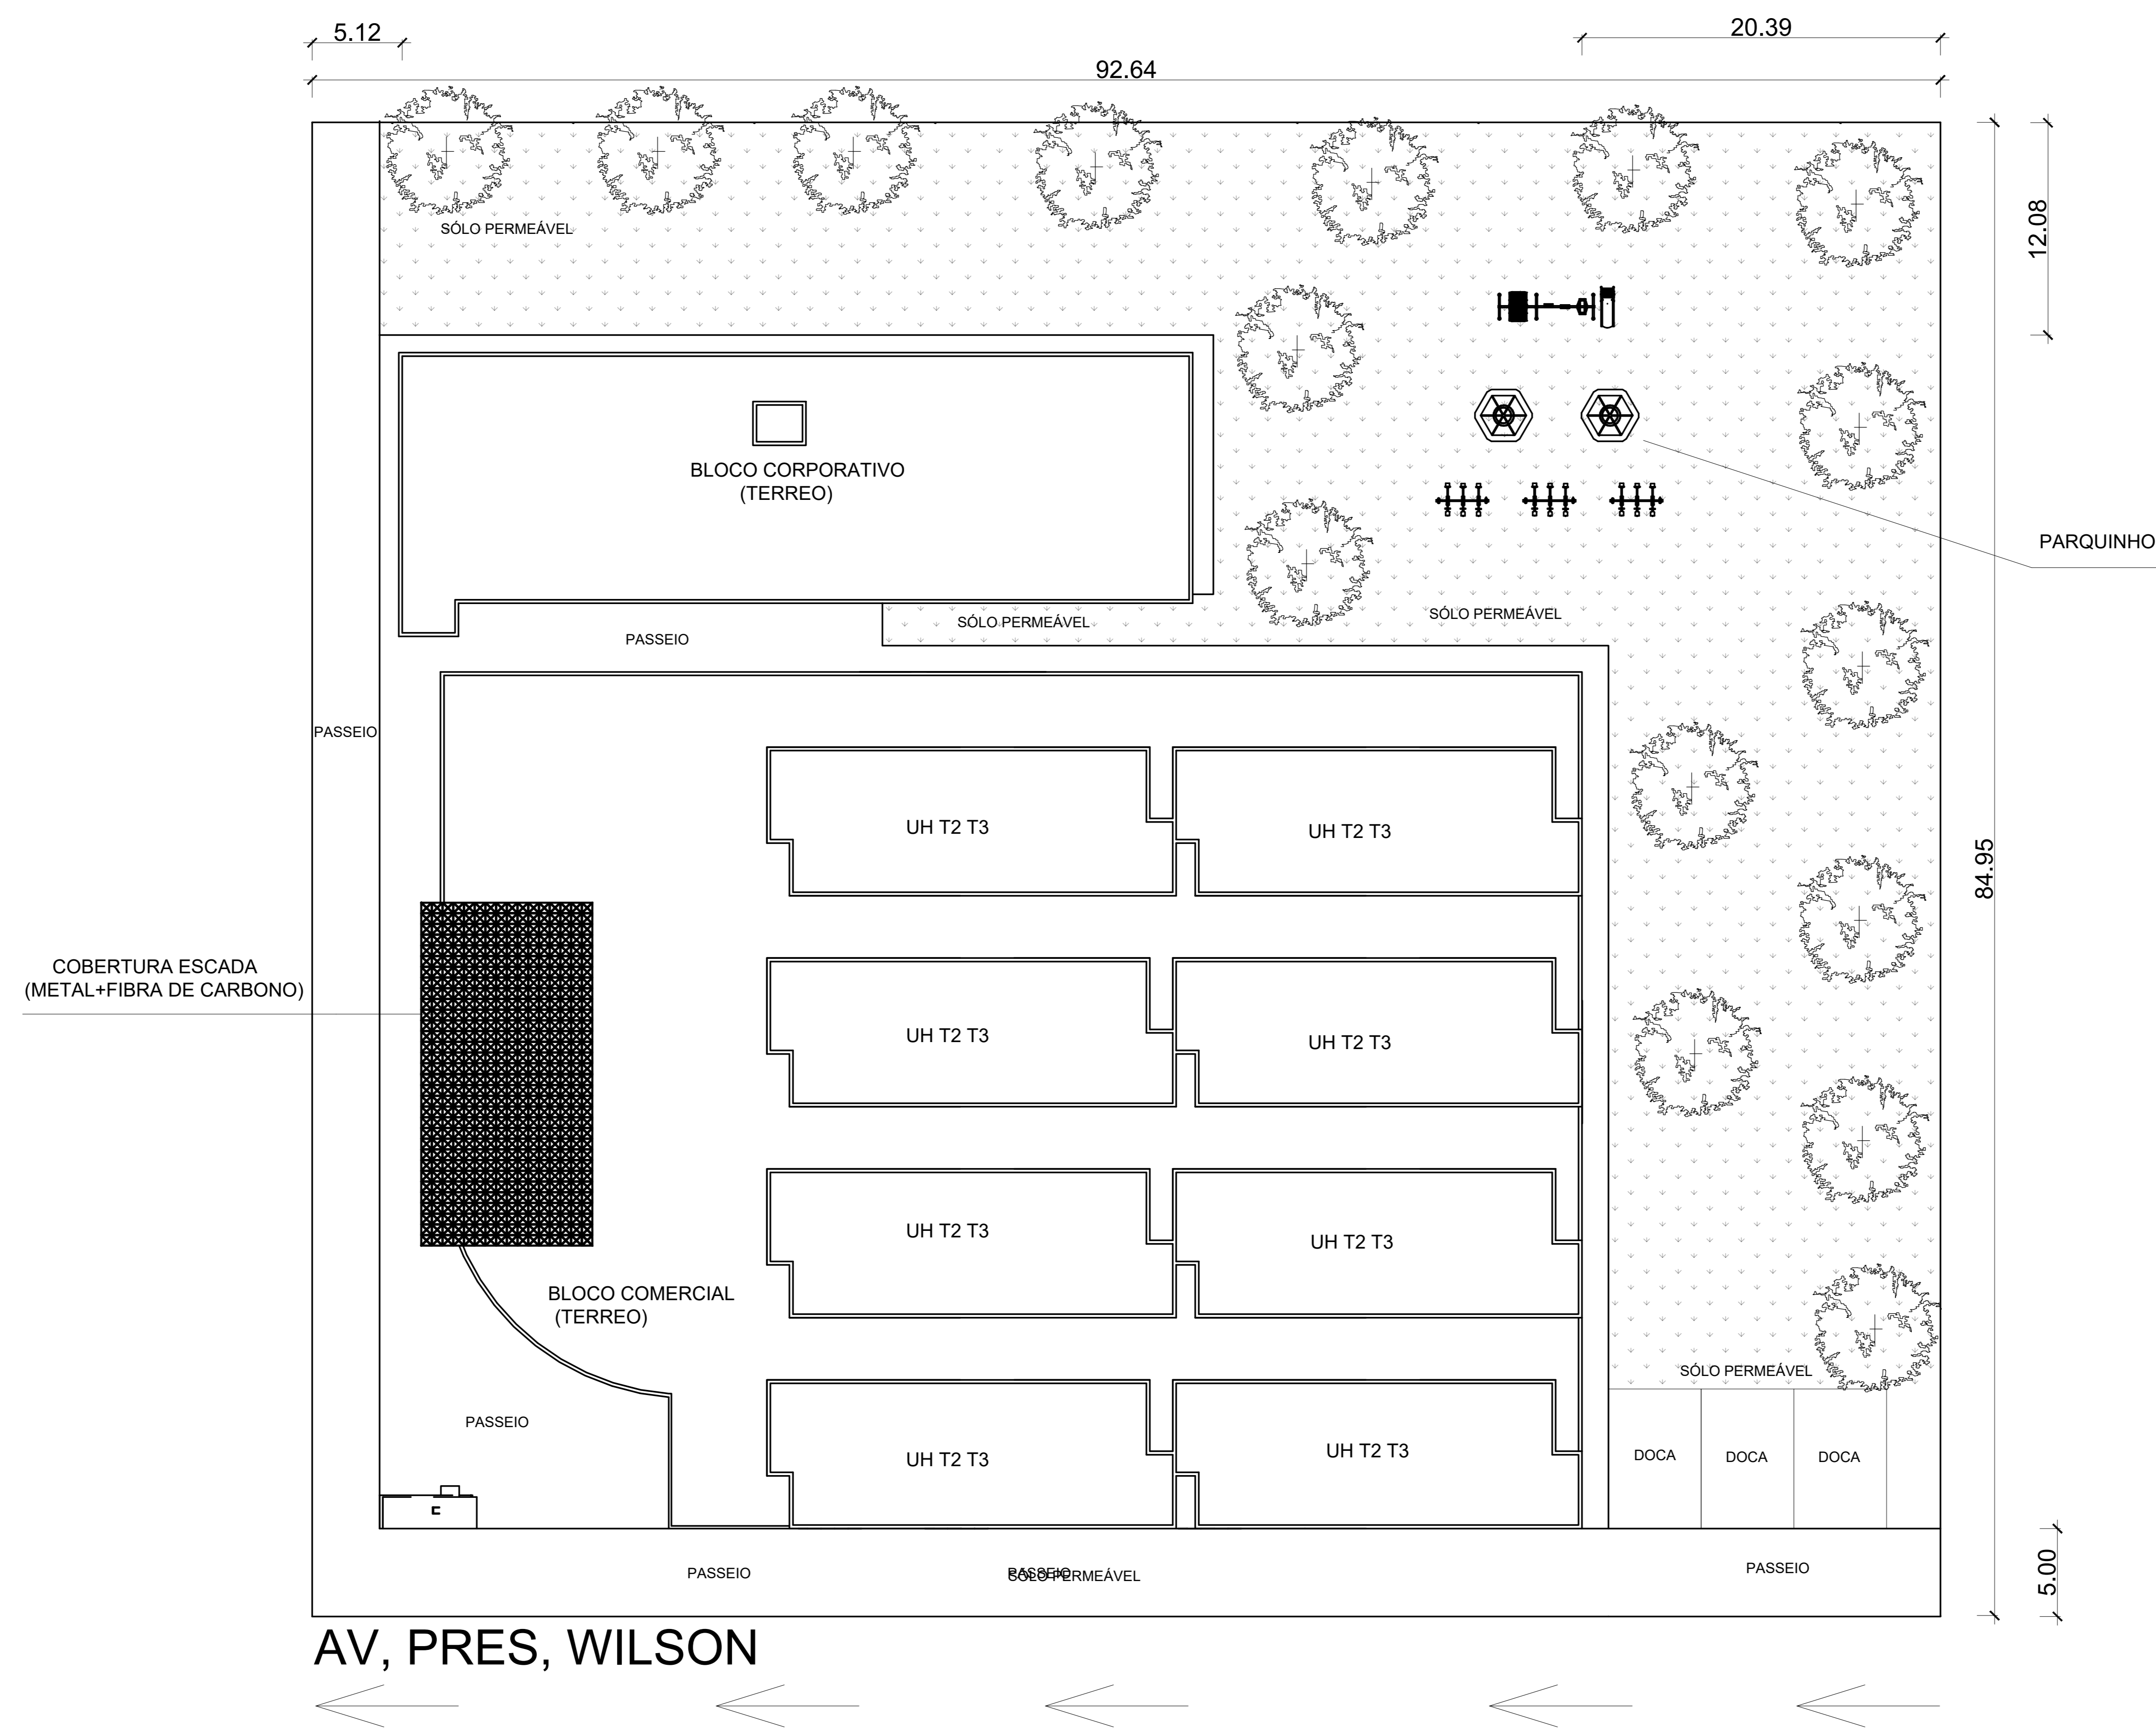 5.12
20.39
92.64
12.08
SÓLO PERMEÁVEL
BLOCO CORPORATIVO
(TERREO)
PARQUINHO
SÓLO PERMEÁVEL
SÓLO PERMEÁVEL
PASSEIO
PASSEIO
UH T2 T3
UH T2 T3
84.95
COBERTURA ESCADA
(METAL+FIBRA DE CARBONO)
UH T2 T3
UH T2 T3
UH T2 T3
UH T2 T3
BLOCO COMERCIAL
(TERREO)
SÓLO PERMEÁVEL
PASSEIO
UH T2 T3
UH T2 T3
DOCA
DOCA
DOCA
PASSEIO
PASSEIO
SÓLO PERMEÁVEL
PASSEIO
5.00
AV, PRES, WILSON